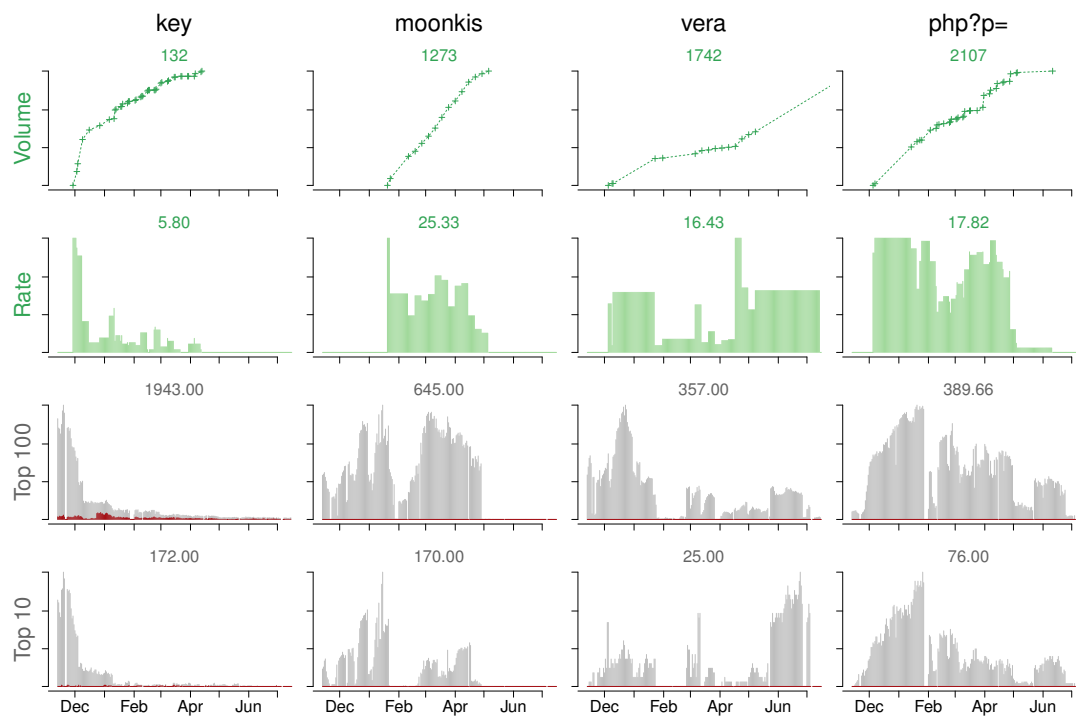 key moonkis vera php?p=
132 1273 1742 2107
Volume
5.80 25.33 16.43 17.82
Rate
1943.00 645.00 357.00 389.66
Top 100
172.00 170.00 25.00 76.00
Top 10
Dec Feb Apr Jun Dec Feb Apr Jun Dec Feb Apr Jun Dec Feb Apr Jun